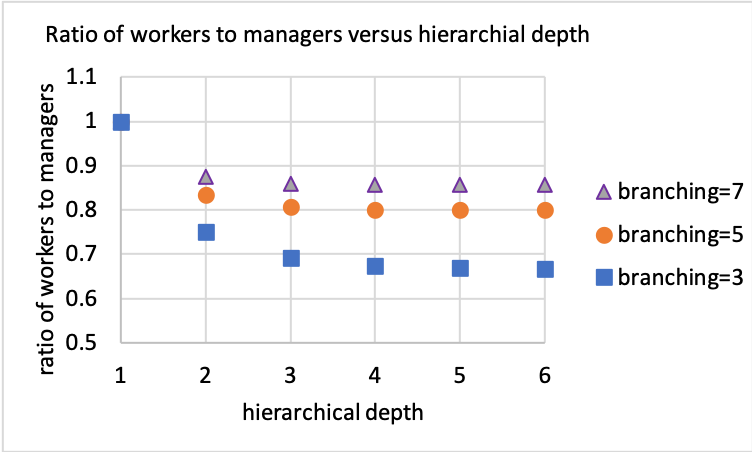 Ratio of workers to managers versus hierarchial depth
ratio of workers to managers
1.1
1
0.9
0.8
0.7
0.6
0.5
1 2 3 4 5 6
hierarchical depth
branching=7
branching=5
branching=3